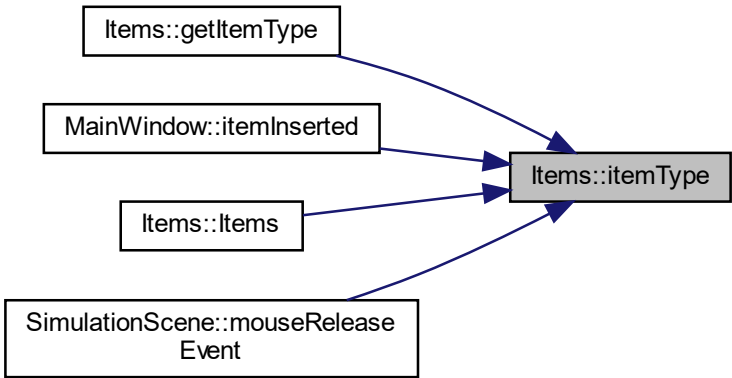 Items::getItemType
MainWindow::itemInserted
Items::itemType
Items::Items
SimulationScene::mouseRelease
Event